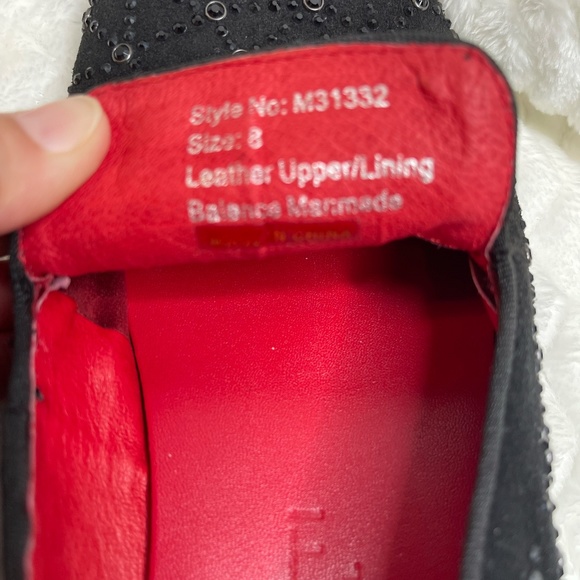 Style No: M31332
Size: 8
Leather Upper/Lining
Balance Manmade